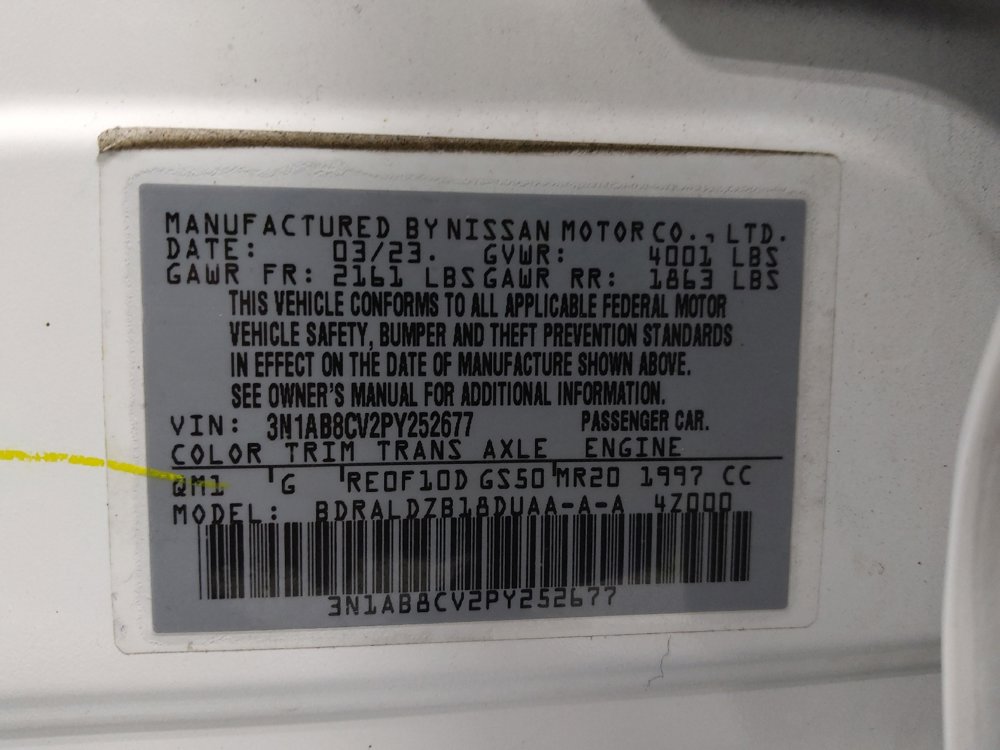 MANUFACTURED BY NISSAN MOTOR CO., LTD.
DATE: 03/23. GVWR: 4001 LBS
GAWR FR: 2161 LBS GAWR RR: 1863 LBS
THIS VEHICLE CONFORMS TO ALL APPLICABLE FEDERAL MOTOR
VEHICLE SAFETY, BUMPER AND THEFT PREVENTION STANDARDS
IN EFFECT ON THE DATE OF MANUFACTURE SHOWN ABOVE.
SEE OWNER'S MANUAL FOR ADDITIONAL INFORMATION.
VIN: 3N1AB8CV2PY252677 PASSENGER CAR.
COLOR TRIM TRANS AXLE ENGINE
QM1 G RE0F10D GS50 MR20 1997 CC
MODEL: BDRALDZB18DUAA-A-A 4Z000
3N1AB8CV2PY252677